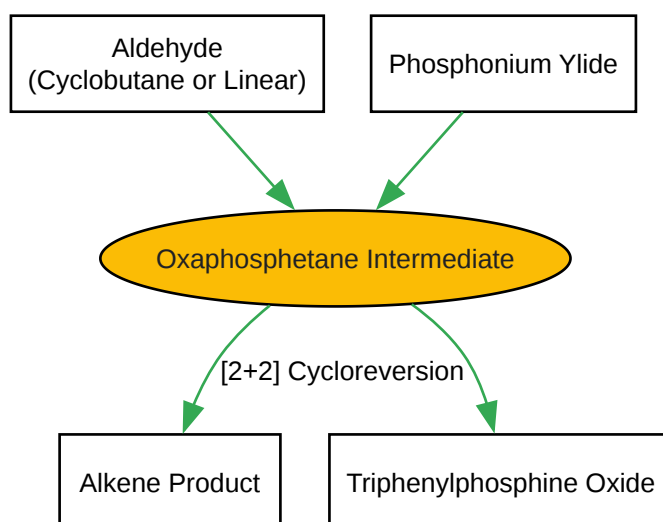 Aldehyde
(Cyclobutane or Linear)
Phosphonium Ylide
Oxaphosphetane Intermediate
[2+2] Cycloreversion
Alkene Product
Triphenylphosphine Oxide